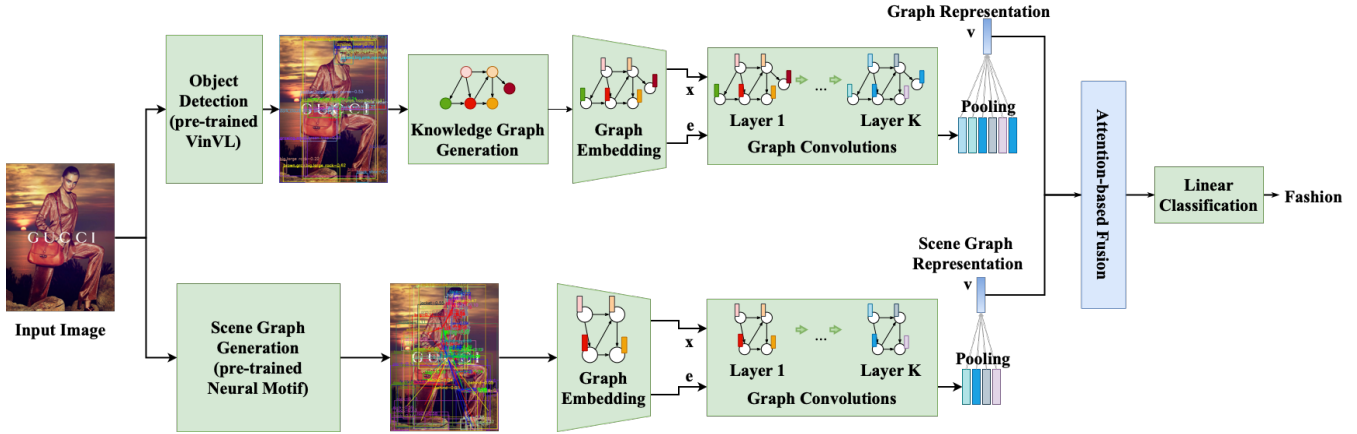 Graph Representation
v
Object
Detection
(pre-trained
VinVL)
GUCCI
Knowledge Graph
Generation
Graph
Embedding
x
e
Layer 1
...
Layer K
Graph Convolutions
Pooling
Input Image
GUCCI
Attention-based Fusion
Linear
Classification
Fashion
Scene Graph
Generation
(pre-trained
Neural Motif)
GUCCI
Graph
Embedding
x
e
Layer 1
...
Layer K
Graph Convolutions
Scene Graph
Representation
v
Pooling